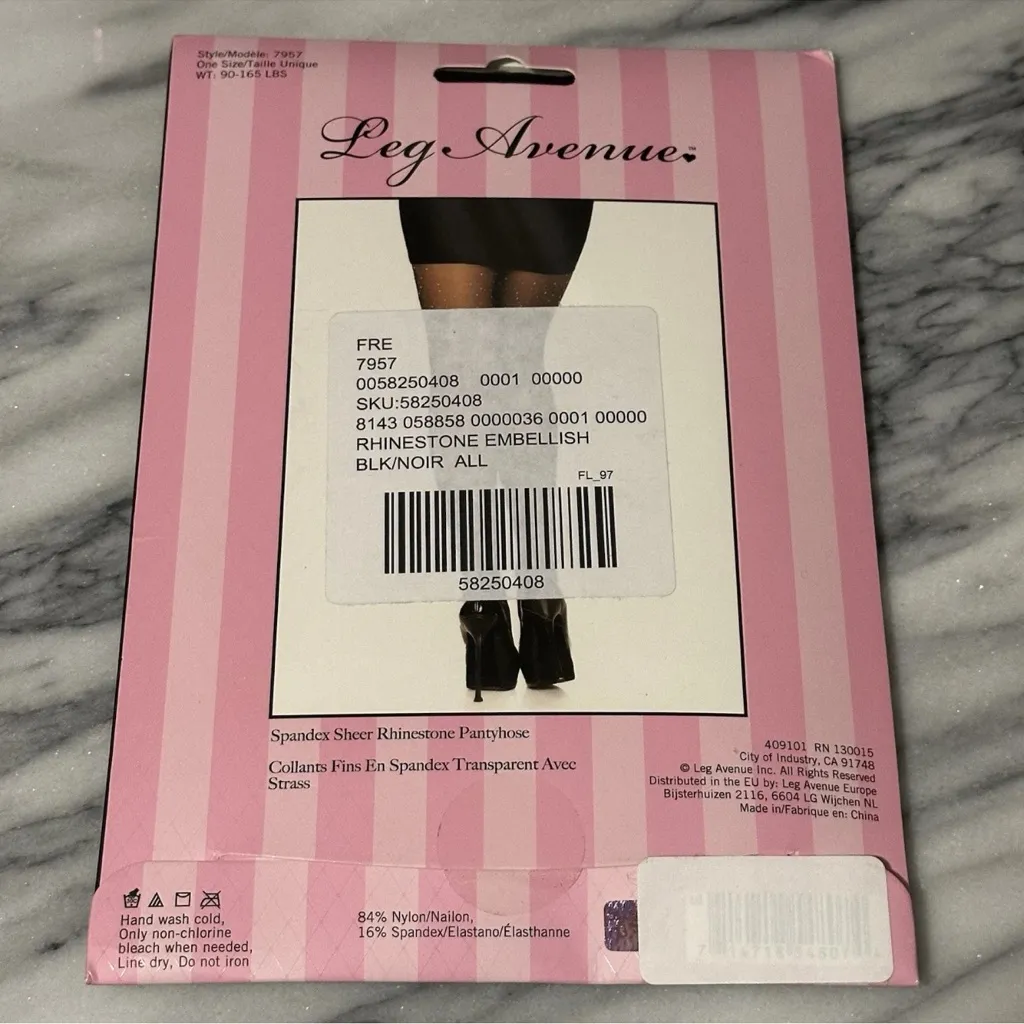 Style/Modèle: 7957
One Size/Taille Unique
WT: 90-165 LBS
Leg Avenue™
FRE
7957
0058250408 0001 00000
SKU:58250408
8143 058858 0000036 0001 00000
RHINESTONE EMBELLISH
BLK/NOIR ALL
FL_97
58250408
Spandex Sheer Rhinestone Pantyhose
Collants Fins En Spandex Transparent Avec
Strass
409101 RN 130015
City of Industry, CA 91748
© Leg Avenue Inc. All Rights Reserved
Distributed in the EU by: Leg Avenue Europe
Bijsterhuizen 2116, 6604 LG Wijchen NL
Made in/Fabrique en: China
Hand wash cold,
Only non-chlorine
bleach when needed,
Line dry, Do not iron
84% Nylon/Nailon,
16% Spandex/Elastano/Élasthanne